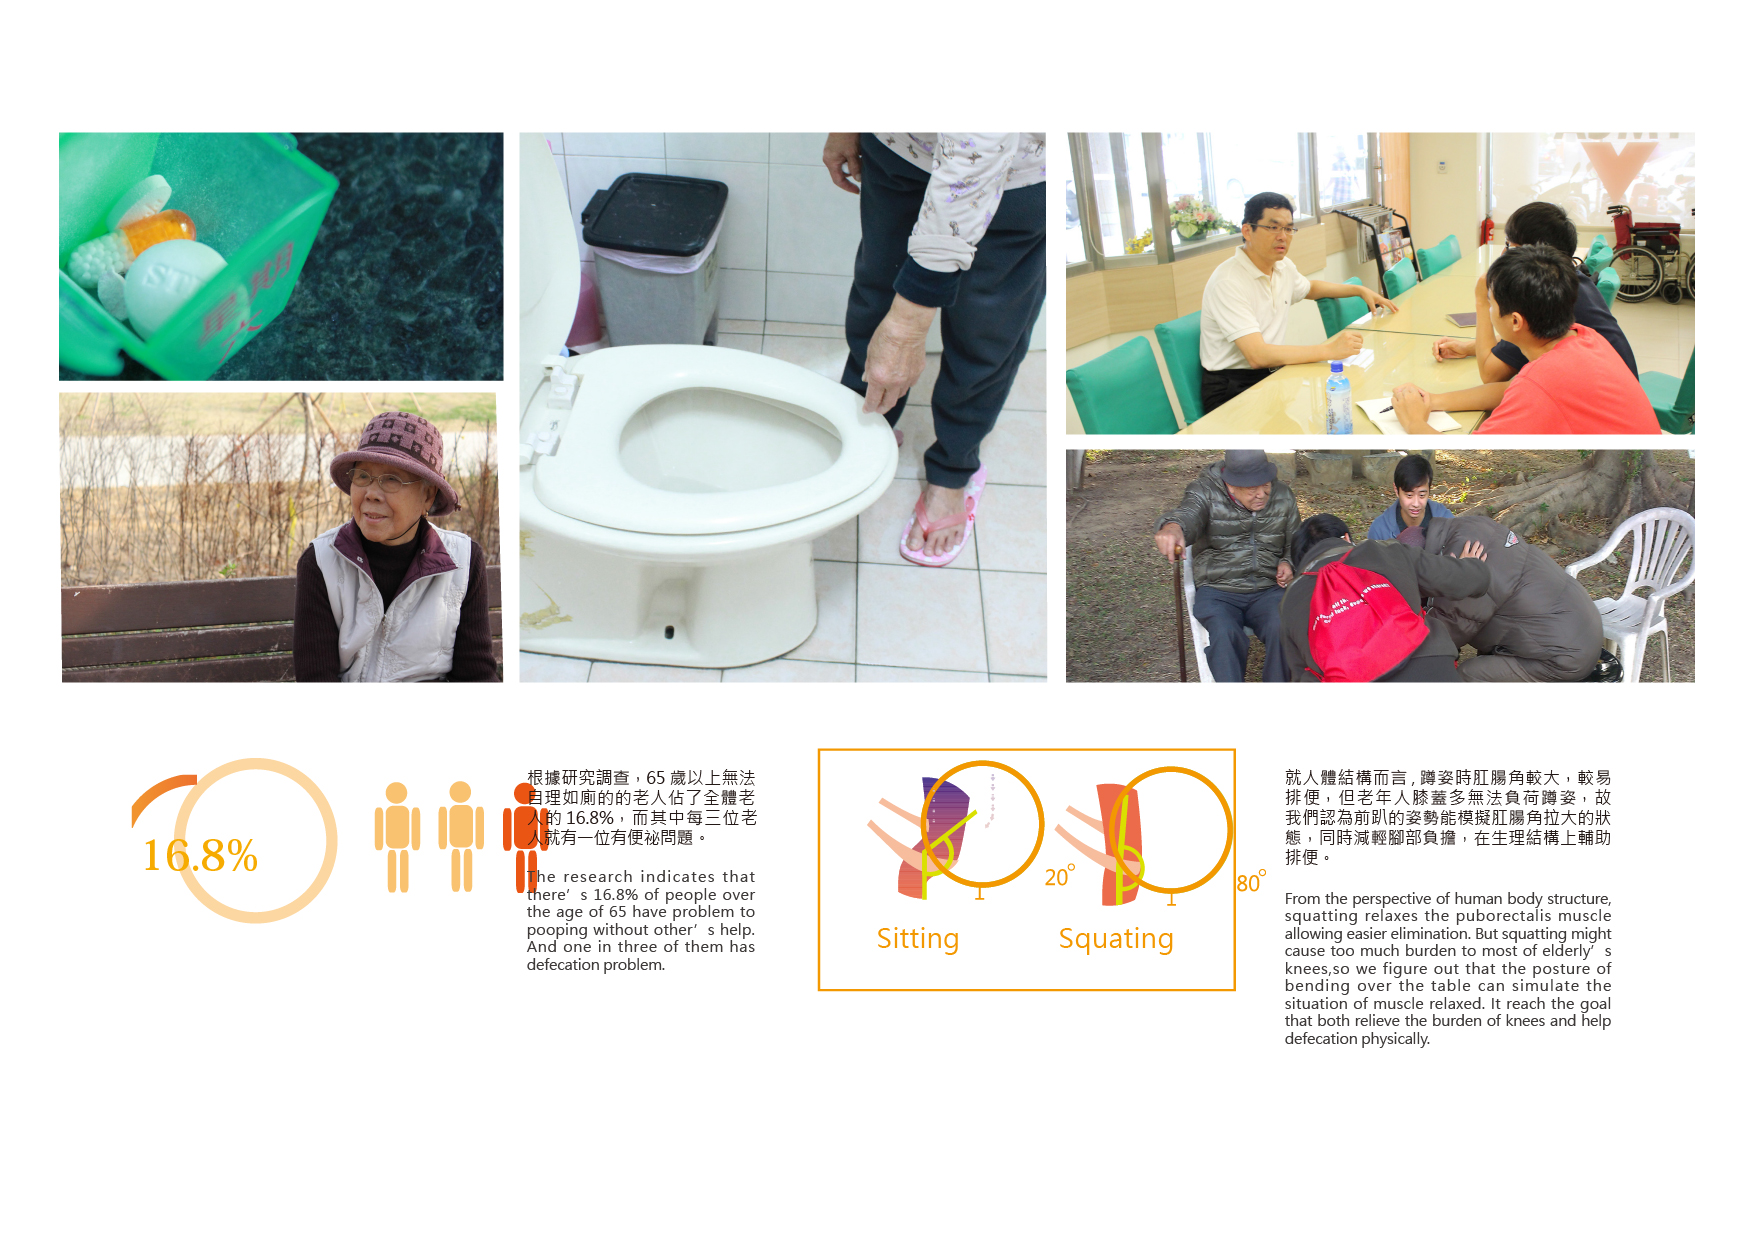 星期
16.8%
根據研究調查，65 歲以上無法
自理如廁的的老人佔了全體老
人的 16.8%，而其中每三位老
人就有一位有便祕問題。
The research indicates that
there’s 16.8% of people over
the age of 65 have problem to
pooping without other’s help.
And one in three of them has
defecation problem.
20°
80°
Sitting
Squating
就人體結構而言 , 蹲姿時肛腸角較大，較易
排便，但老年人膝蓋多無法負荷蹲姿，故
我們認為前趴的姿勢能模擬肛腸角拉大的狀
態，同時減輕腳部負擔，在生理結構上輔助
排便。
From the perspective of human body structure,
squatting relaxes the puborectalis muscle
allowing easier elimination. But squatting might
cause too much burden to most of elderly’s
knees,so we figure out that the posture of
bending over the table can simulate the
situation of muscle relaxed. It reach the goal
that both relieve the burden of knees and help
defecation physically.